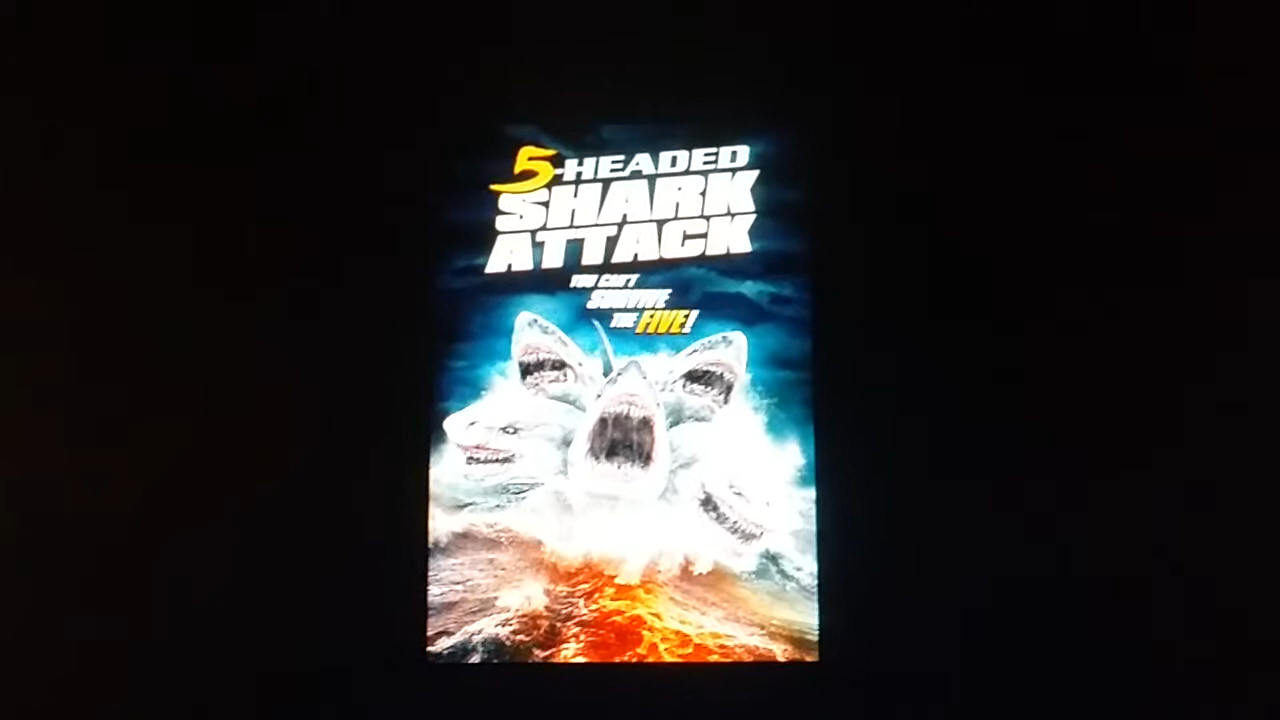 5-HEADED
SHARK
ATTACK
YOU CAN'T
SURVIVE
THE FIVE!